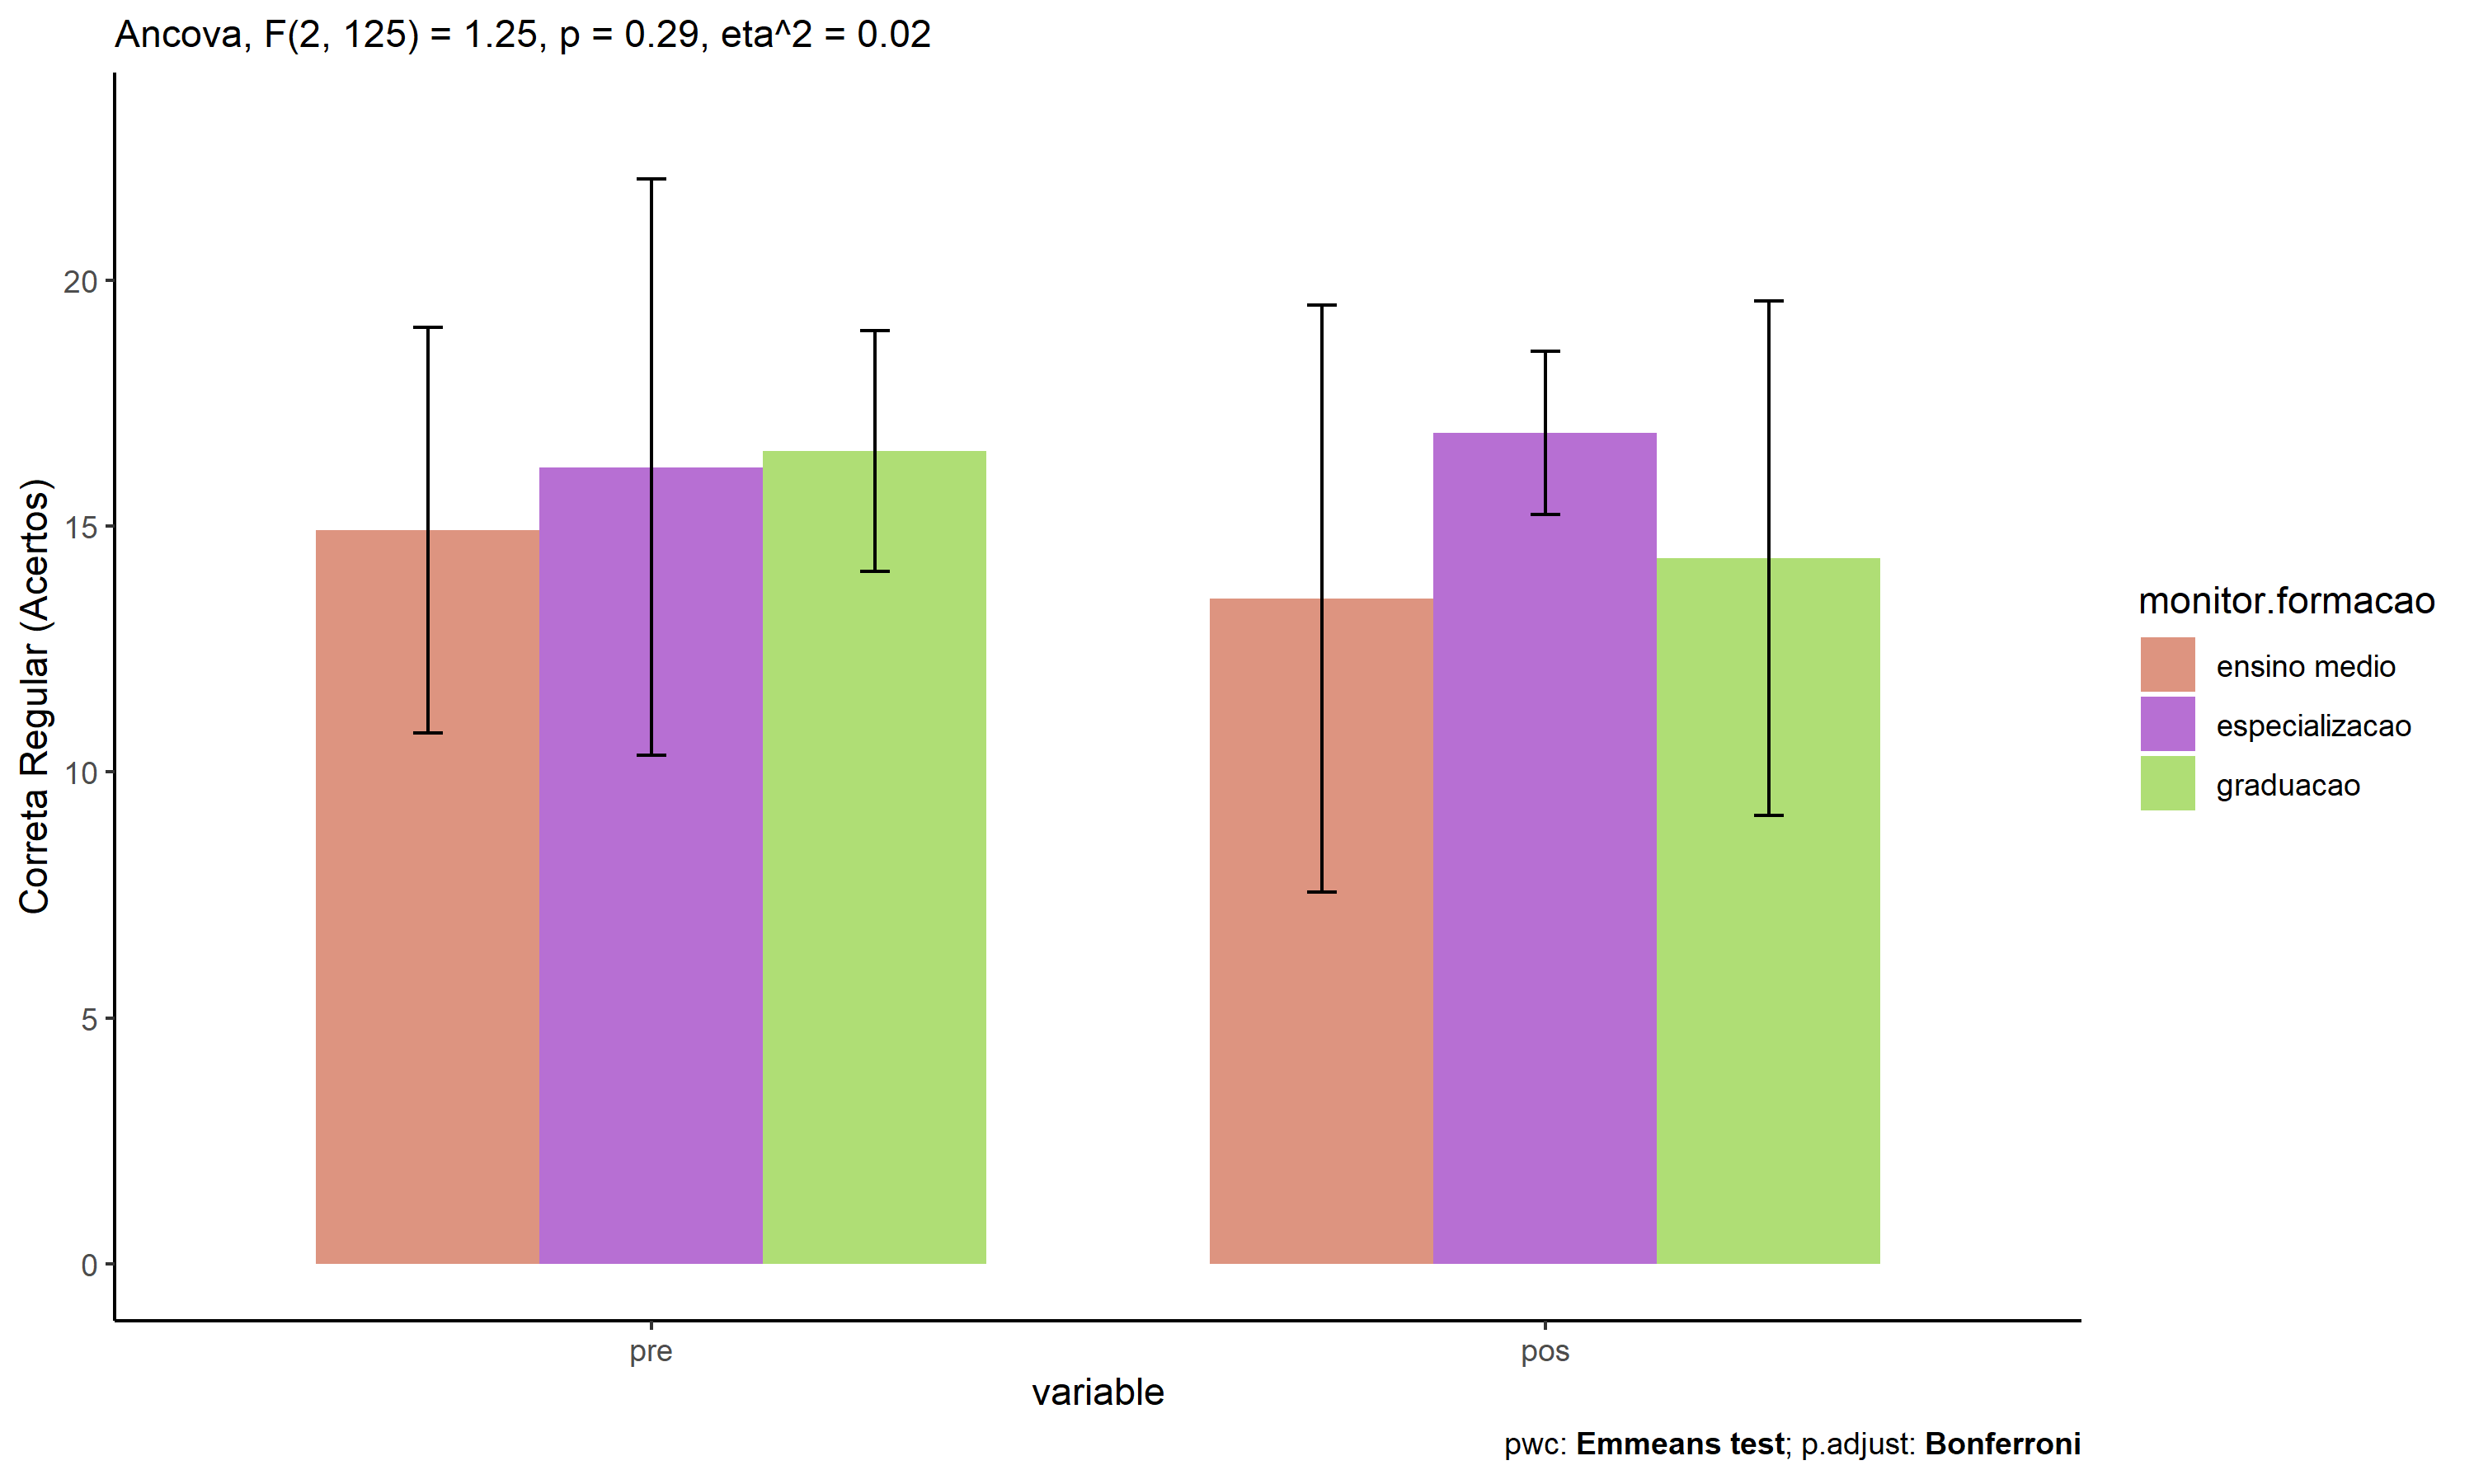 Ancova, F(2, 125) = 1.25, p = 0.29, eta^2 = 0.02
Correta Regular (Acertos)
20
15
10
5
0
pre
pos
variable
monitor.formacao
ensino medio
especializacao
graduacao
pwc: Emmeans test; p.adjust: Bonferroni